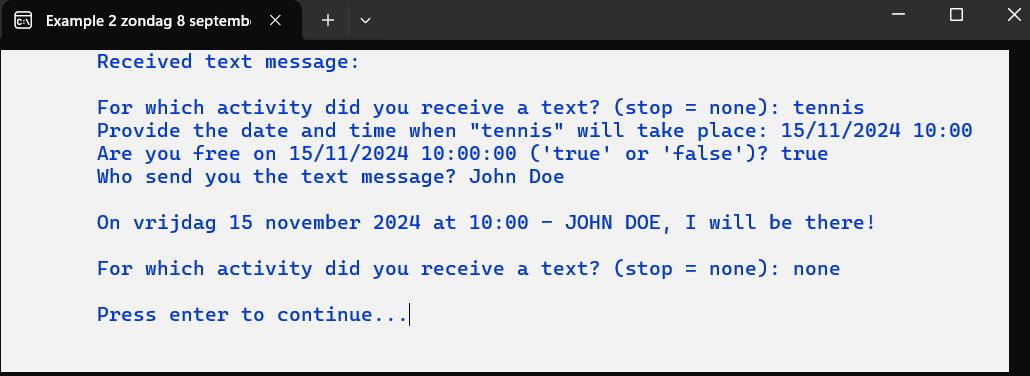 Example 2 zondag 8 septemb
Received text message:
For which activity did you receive a text? (stop = none): tennis
Provide the date and time when "tennis" will take place: 15/11/2024 10:00
Are you free on 15/11/2024 10:00:00 ('true' or 'false')? true
Who send you the text message? John Doe
On vrijdag 15 november 2024 at 10:00 - JOHN DOE, I will be there!
For which activity did you receive a text? (stop = none): none
Press enter to continue...